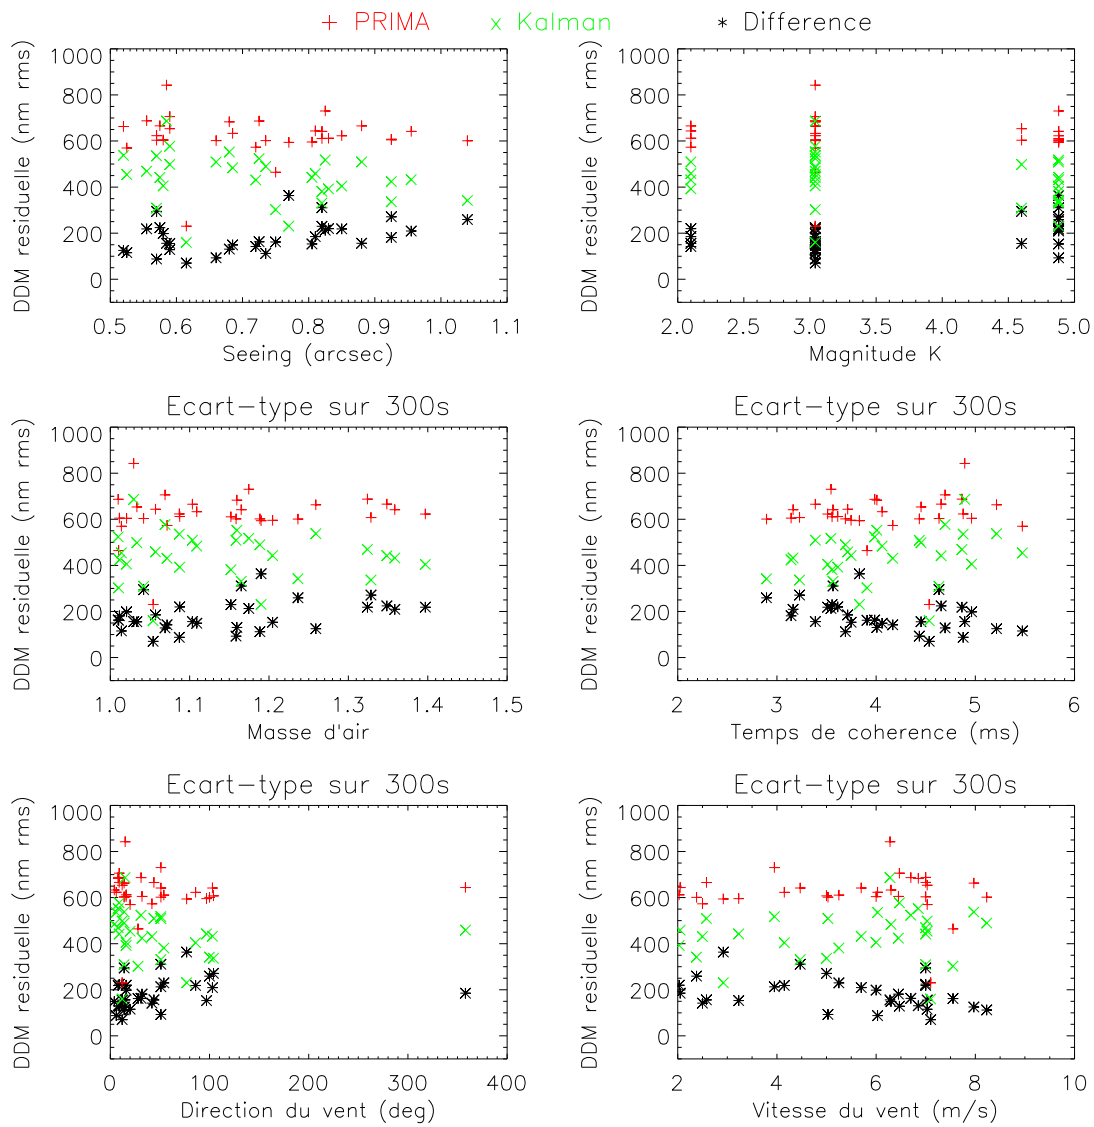 + PRIMA × Kalman * Difference
DDM residuelle (nm rms)
1000
800
600
400
200
0
0.5 0.6 0.7 0.8 0.9 1.0 1.1
Seeing (arcsec)
DDM residuelle (nm rms)
1000
800
600
400
200
0
2.0 2.5 3.0 3.5 4.0 4.5 5.0
Magnitude K
Ecart-type sur 300s
DDM residuelle (nm rms)
1000
800
600
400
200
0
1.0 1.1 1.2 1.3 1.4 1.5
Masse d'air
Ecart-type sur 300s
DDM residuelle (nm rms)
1000
800
600
400
200
0
2 3 4 5 6
Temps de coherence (ms)
Ecart-type sur 300s
DDM residuelle (nm rms)
1000
800
600
400
200
0
0 100 200 300 400
Direction du vent (deg)
Ecart-type sur 300s
DDM residuelle (nm rms)
1000
800
600
400
200
0
2 4 6 8 10
Vitesse du vent (m/s)